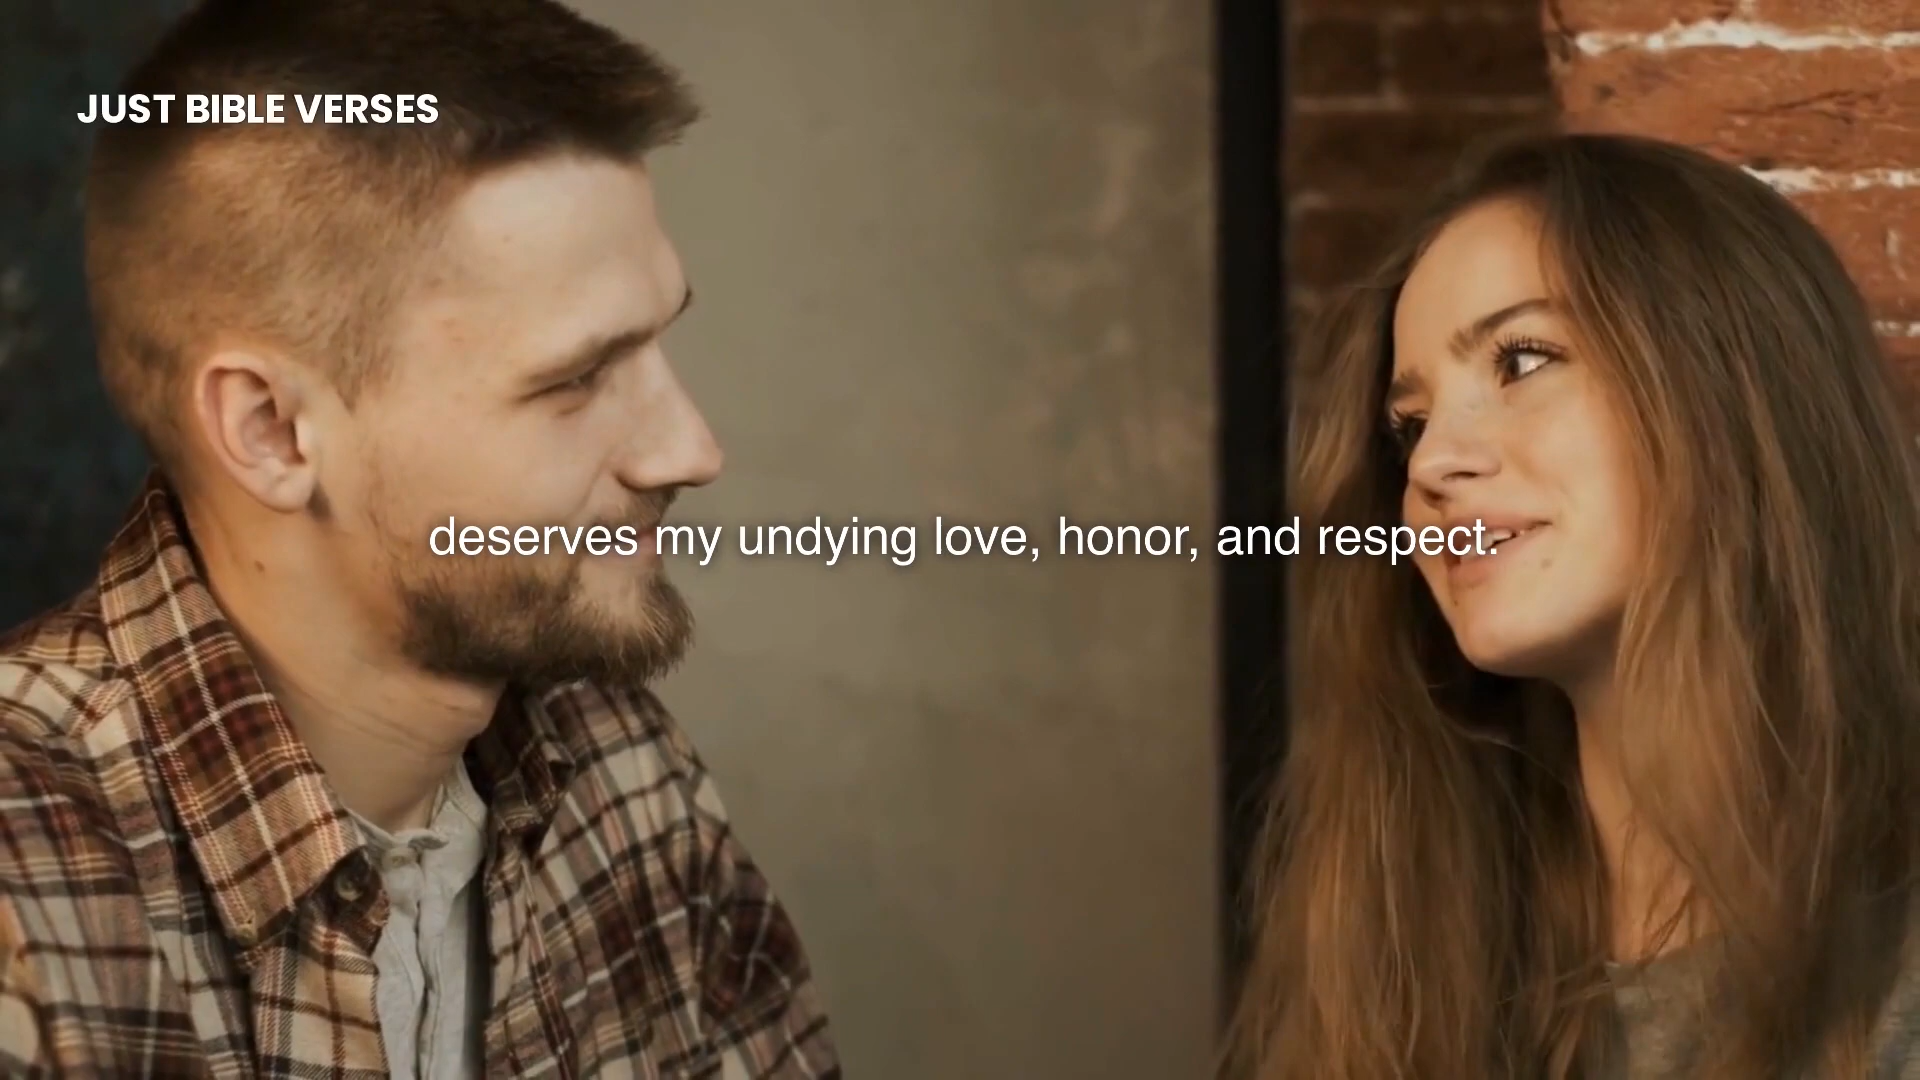 JUST BIBLE VERSES
deserves my undying love, honor, and respect.